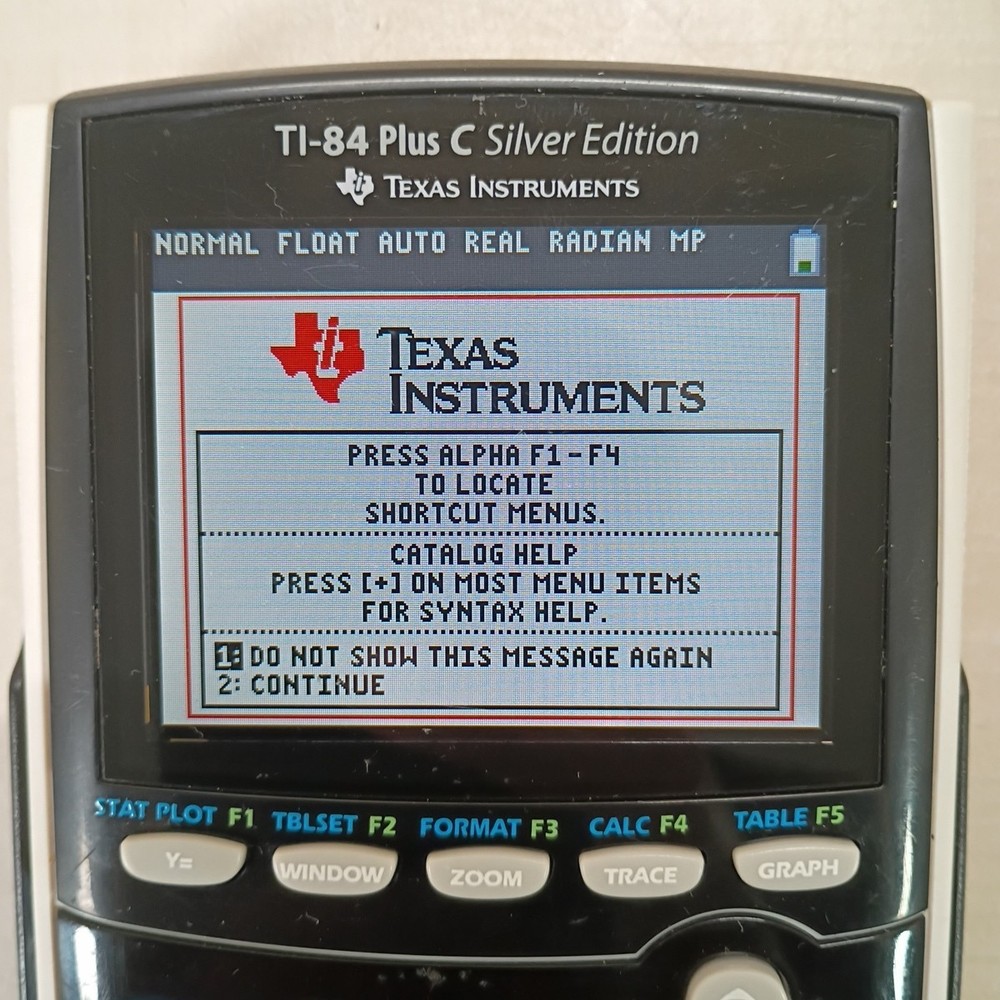 TI-84 Plus C Silver Edition
TEXAS INSTRUMENTS
NORMAL FLOAT AUTO REAL RADIAN MP
TEXAS
INSTRUMENTS
PRESS ALPHA F1-F4
TO LOCATE
SHORTCUT MENUS.
CATALOG HELP
PRESS [+] ON MOST MENU ITEMS
FOR SYNTAX HELP.
1: DO NOT SHOW THIS MESSAGE AGAIN
2: CONTINUE
STAT PLOT F1 TBLSET F2 FORMAT F3 CALC F4 TABLE F5
Y= WINDOW ZOOM TRACE GRAPH